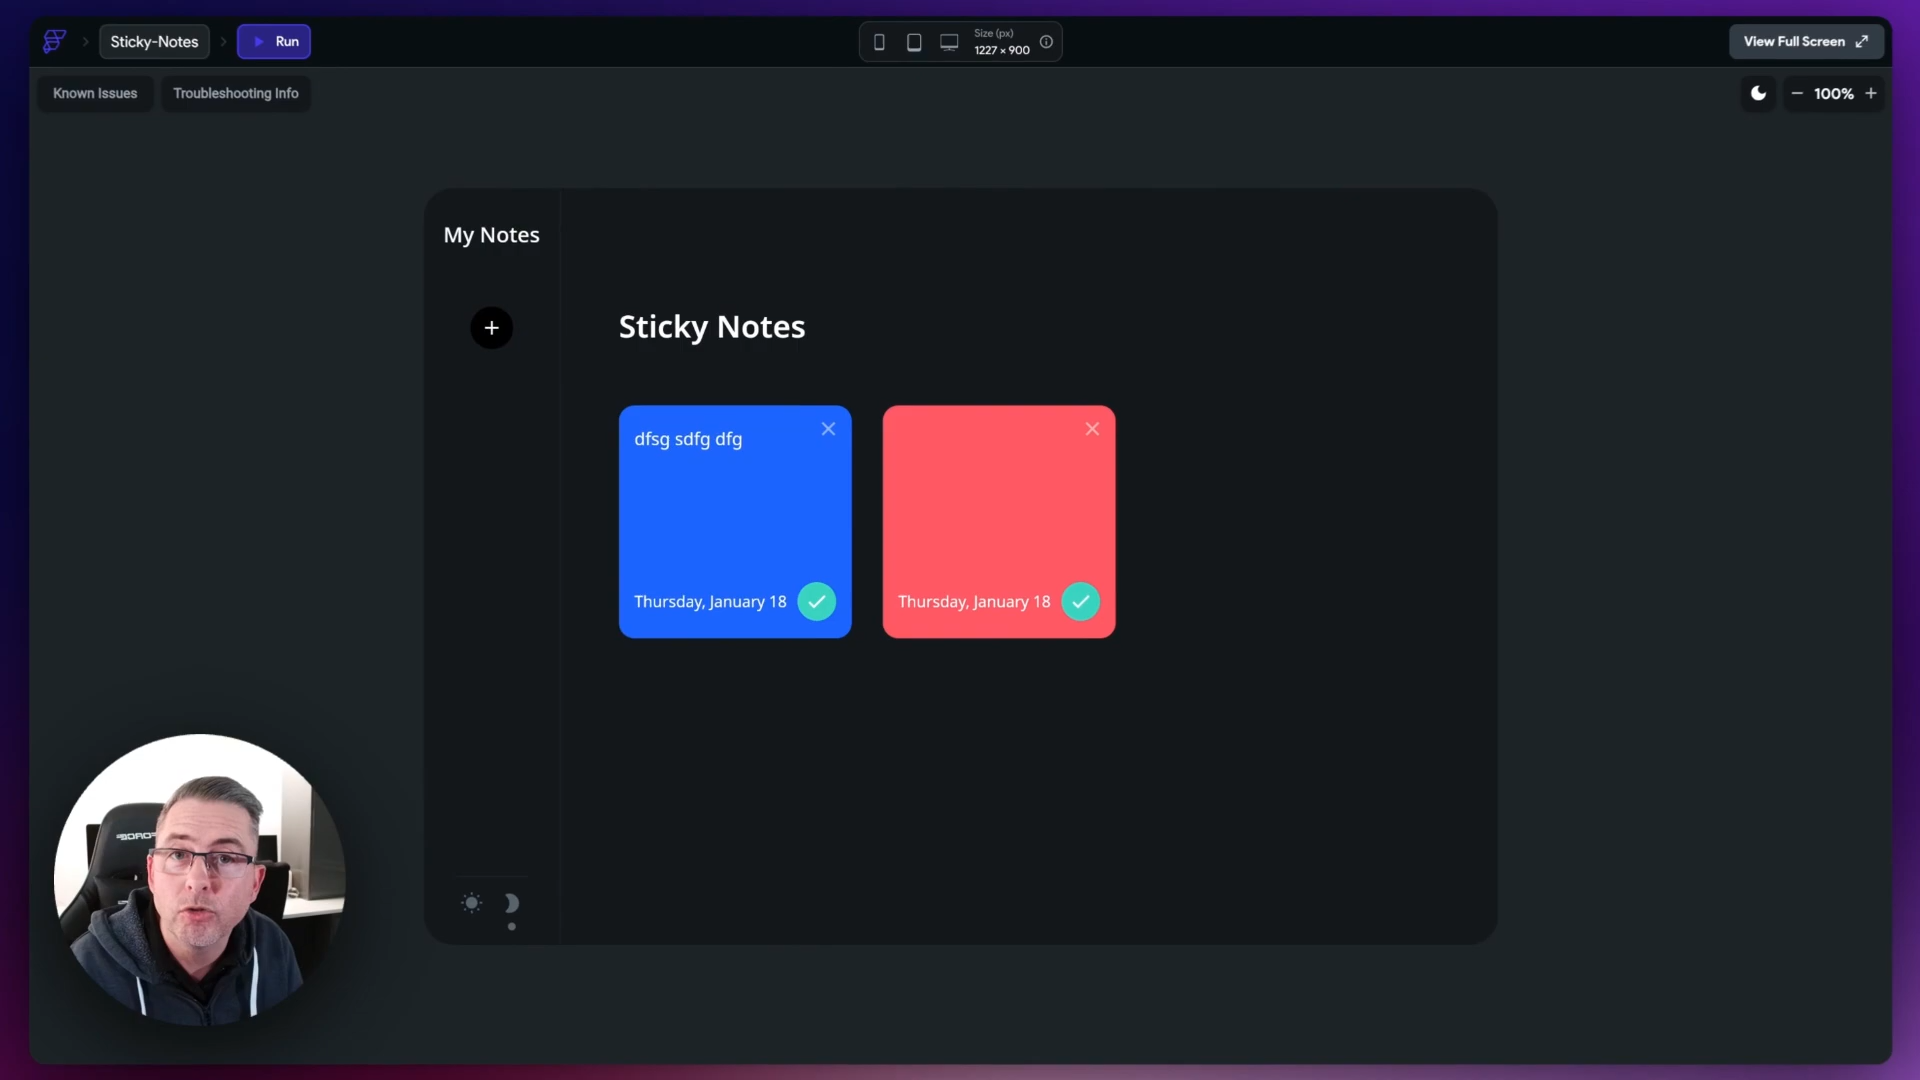 Sticky-Notes
Run
Size (px)
1227 × 900
View Full Screen
Known Issues
Troubleshooting Info
100%
My Notes
Sticky Notes
dfsg sdfg dfg
Thursday, January 18
Thursday, January 18